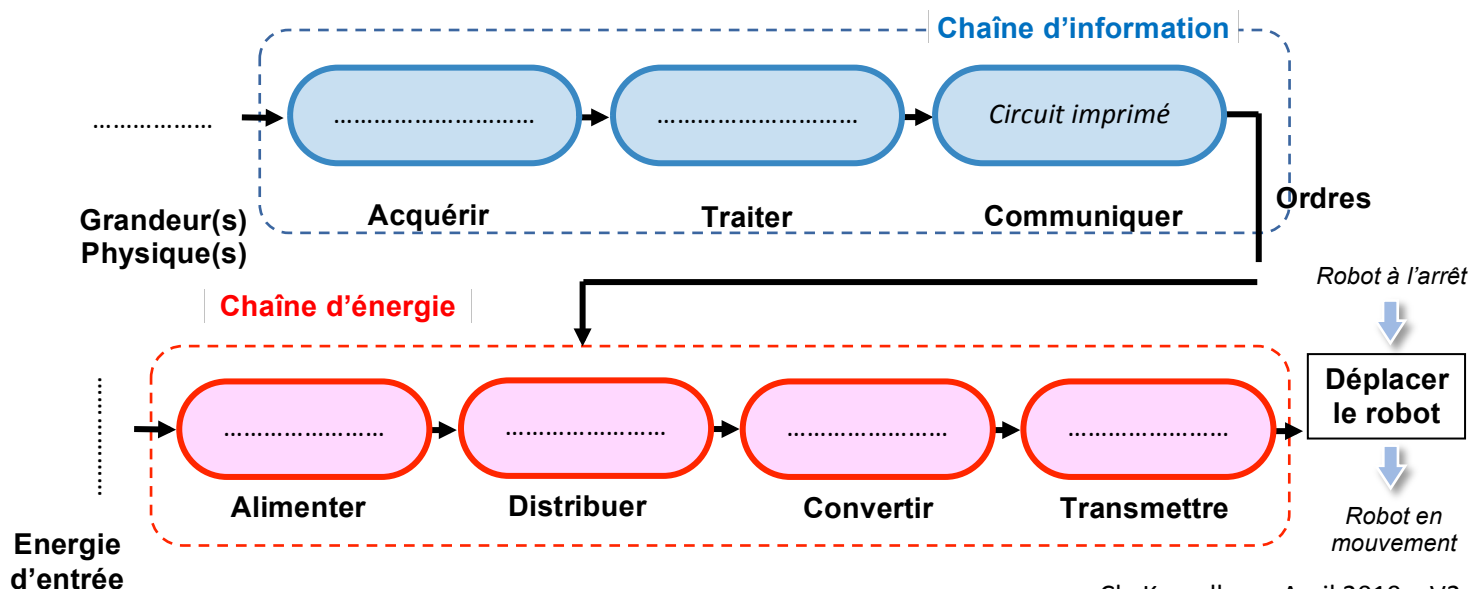 Chaîne d'information
………………
……………………….
…………………………
Circuit imprimé
Grandeur(s)
Physique(s)
Acquérir
Traiter
Communiquer
Ordres
Robot à l'arrêt
Chaîne d'énergie
………………
……………………
……………………
……………………
……………………
Déplacer
le robot
Alimenter
Distribuer
Convertir
Transmettre
Robot en
mouvement
Energie
d'entrée